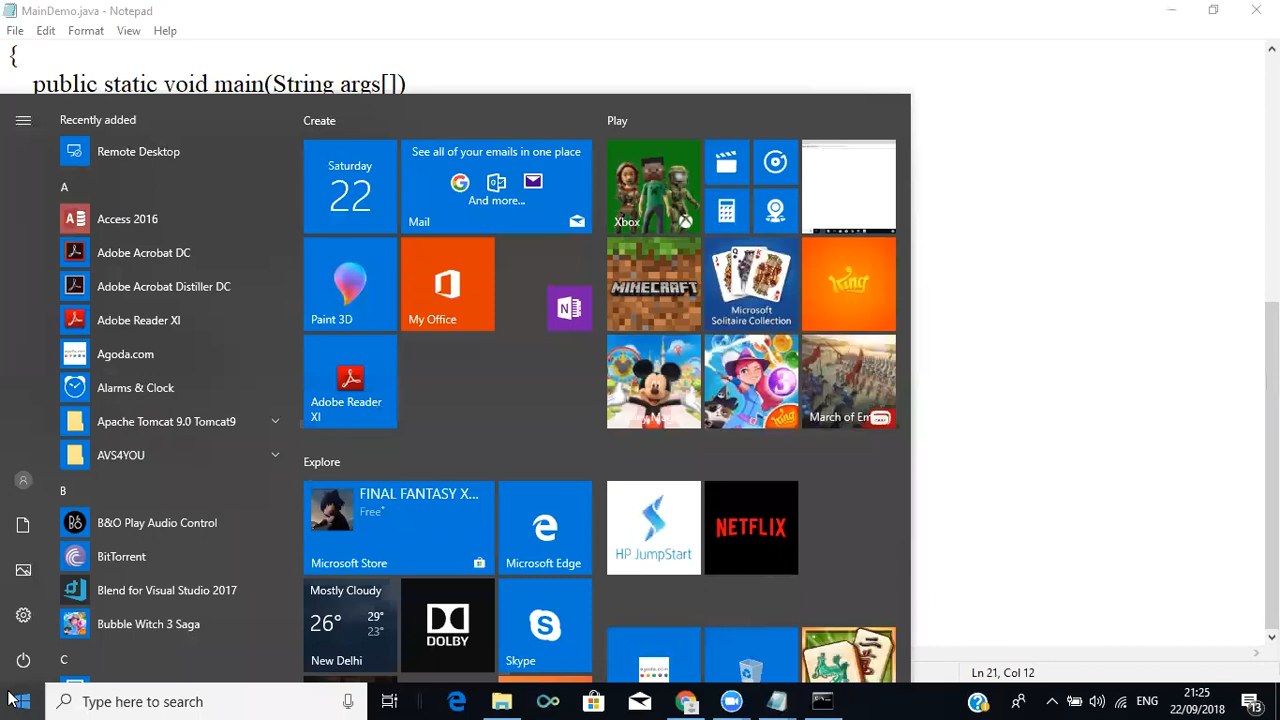 MainDemo.java - Notepad
File Edit Format View Help
{
public static void main(String args[])
Recently added
Remote Desktop
A
Access 2016
Adobe Acrobat DC
Adobe Acrobat Distiller DC
Adobe Reader XI
Agoda.com
Alarms & Clock
Apache Tomcat 9.0 Tomcat9
AVS4YOU
B
B&O Play Audio Control
BitTorrent
Blend for Visual Studio 2017
Bubble Witch 3 Saga
C
Create
Saturday
22
See all of your emails in one place
And more...
Mail
Paint 3D
My Office
Adobe Reader
XI
Explore
FINAL FANTASY X...
Free*
Microsoft Store
Microsoft Edge
Mostly Cloudy
26° 29°
23°
New Delhi
DOLBY
Skype
Play
Xbox
MINECRAFT
Microsoft
Solitaire Collection
King
King
March of Em
HP JumpStart
NETFLIX
agoda.com
Ln 21, Col 12
Type here to search
ENG
21:25
22/09/2018
13